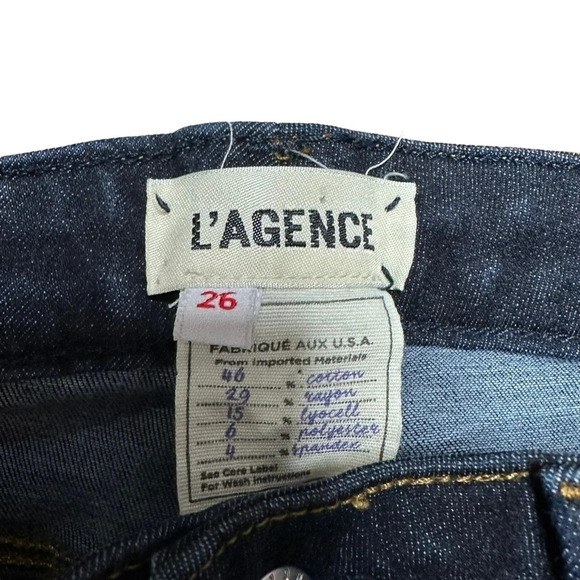 L'AGENCE
26
FABRIQUÉ AUX U.S.A.
From Imported Materials
46 % cotton
29 % rayon
15 % lyocell
6 % polyester
4 % spandex
See Care Label
For Wash Instructions